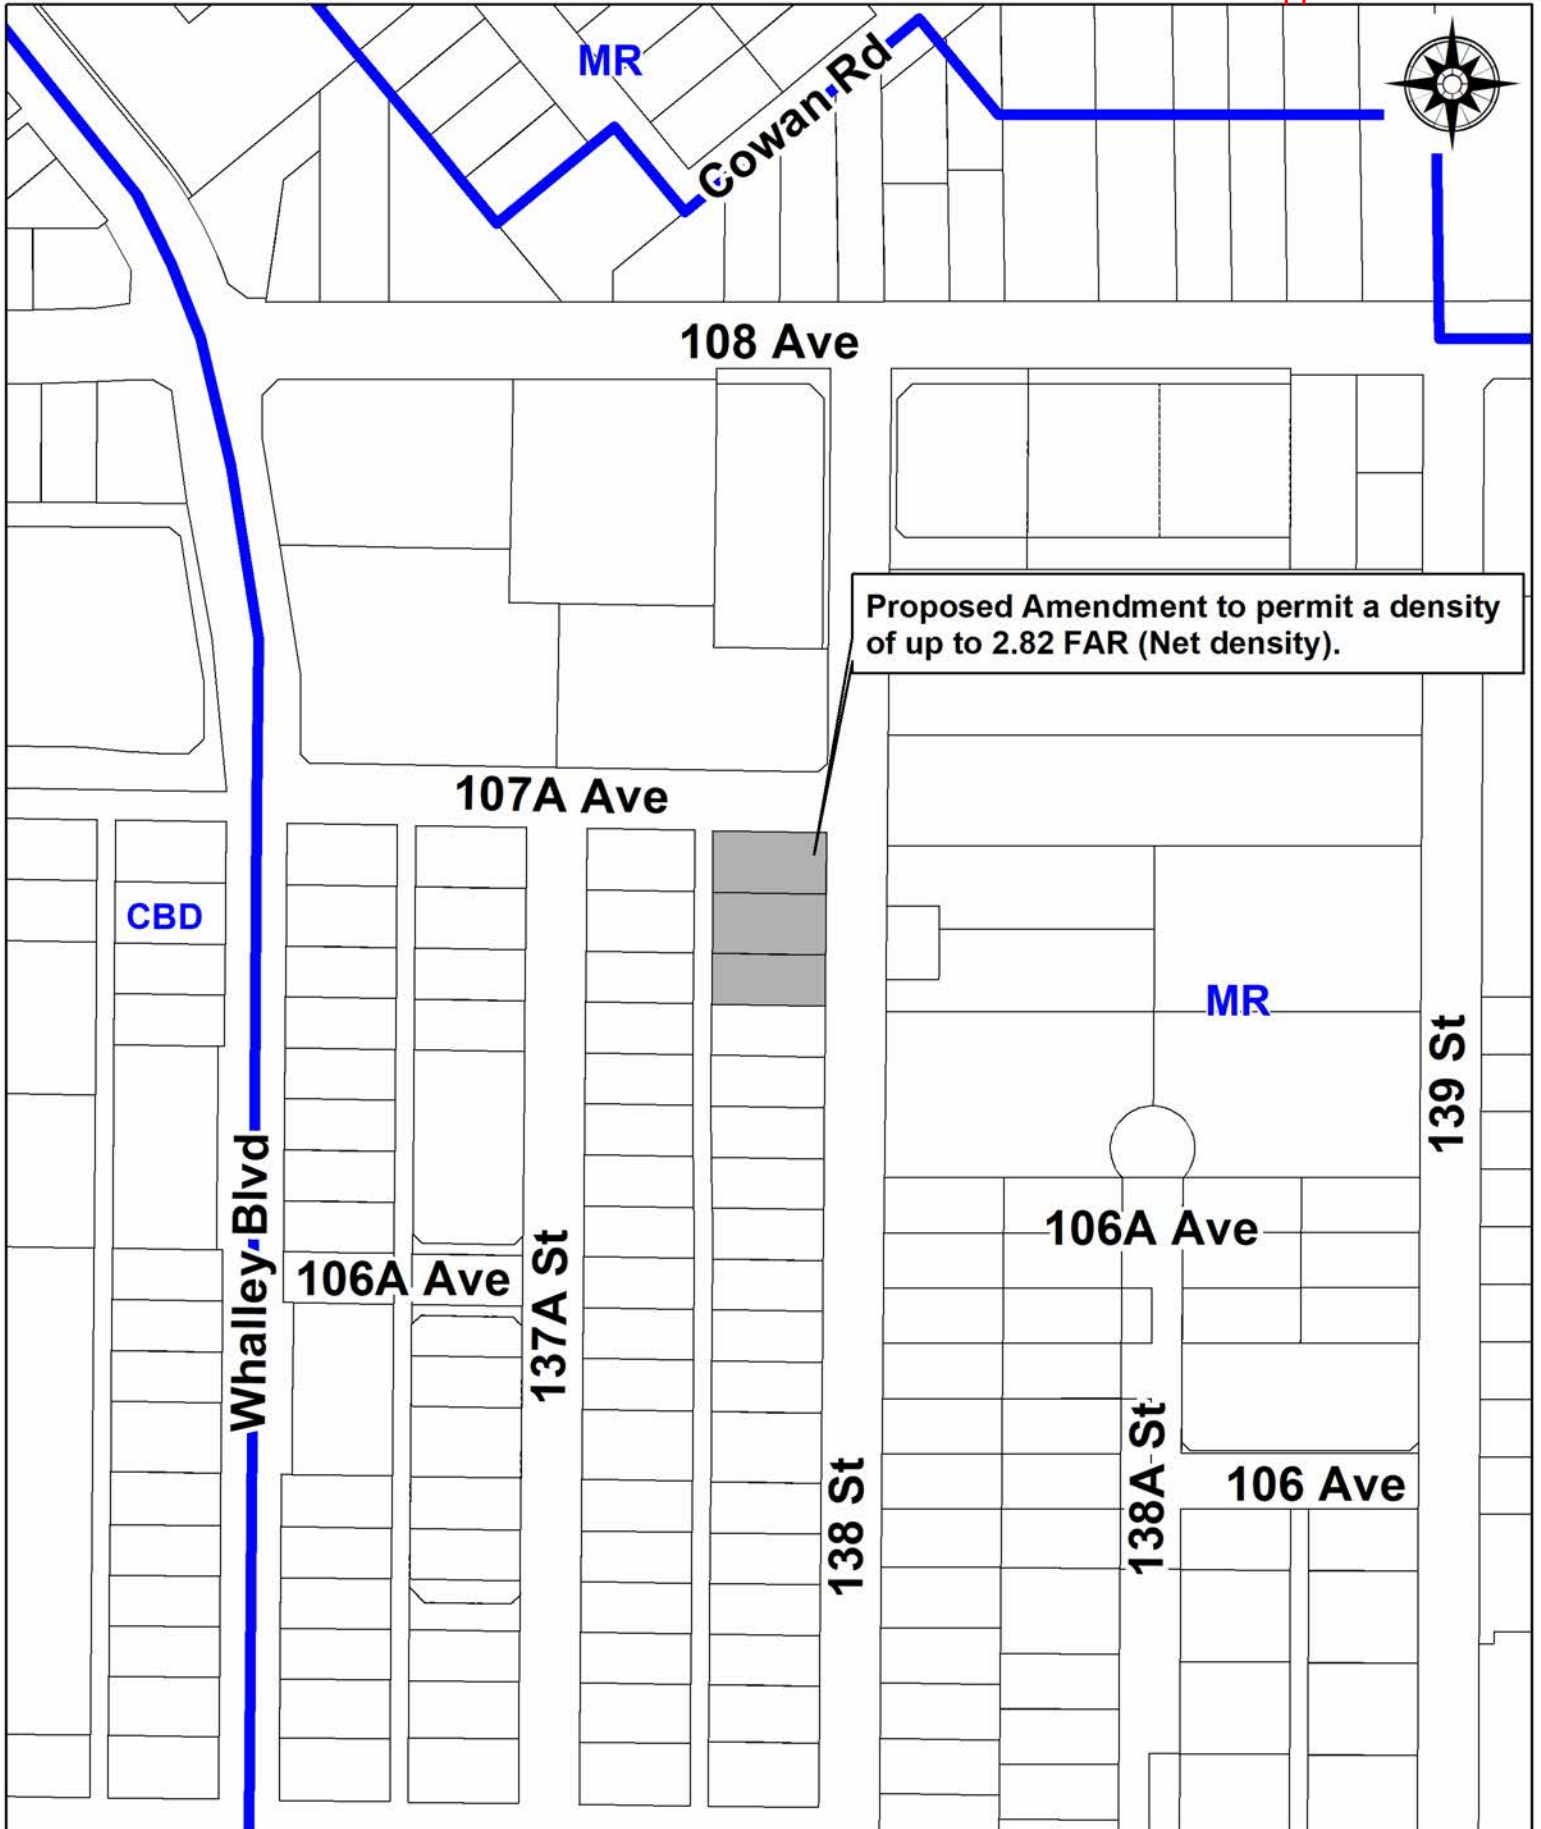 MR
Cowan Rd
108 Ave
Proposed Amendment to permit a density
of up to 2.82 FAR (Net density).
107A Ave
CBD
MR
139 St
Whalley Blvd
106A Ave
106A Ave
137A St
138A St
138 St
106 Ave